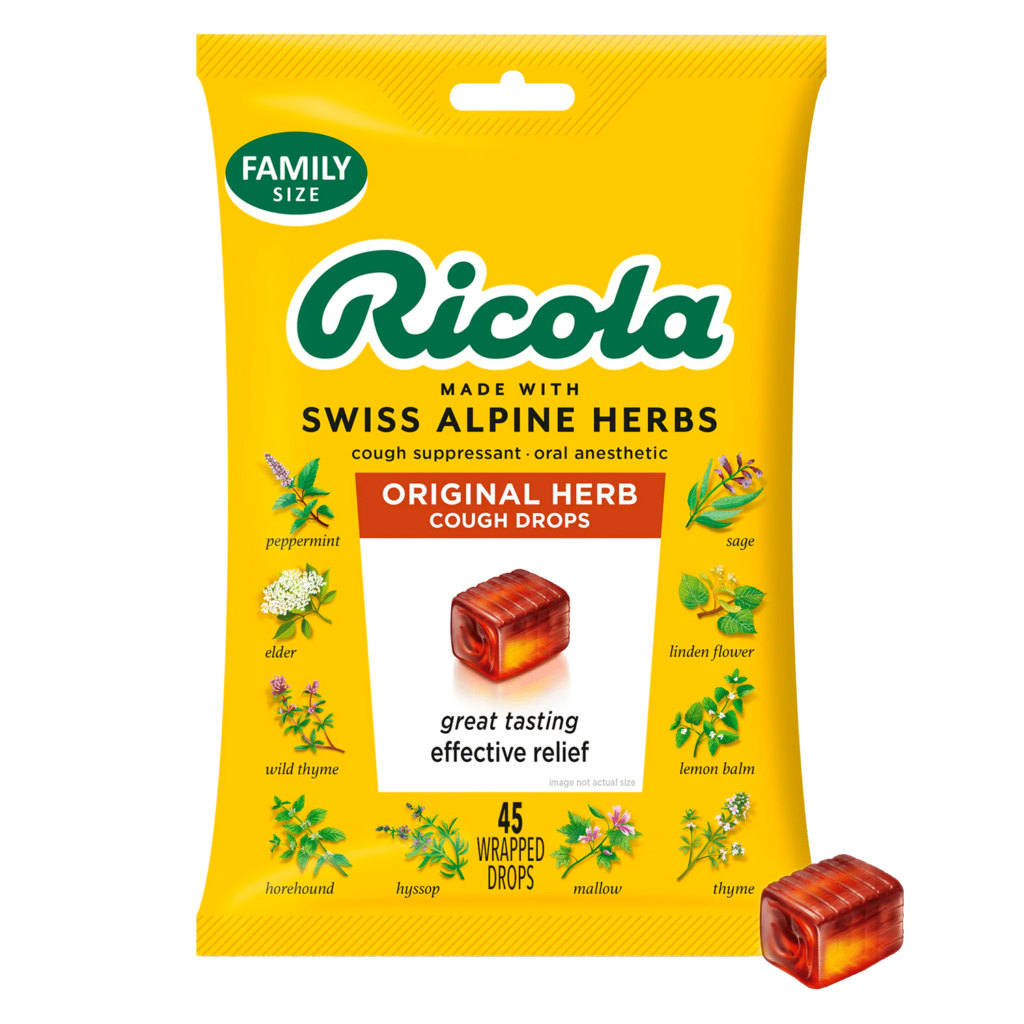 FAMILY
SIZE
Ricola
MADE WITH
SWISS ALPINE HERBS
cough suppressant · oral anesthetic
ORIGINAL HERB
COUGH DROPS
peppermint
sage
elder
linden flower
great tasting
effective relief
wild thyme
lemon balm
image not actual size
45
WRAPPED
DROPS
horehound
hyssop
mallow
thyme